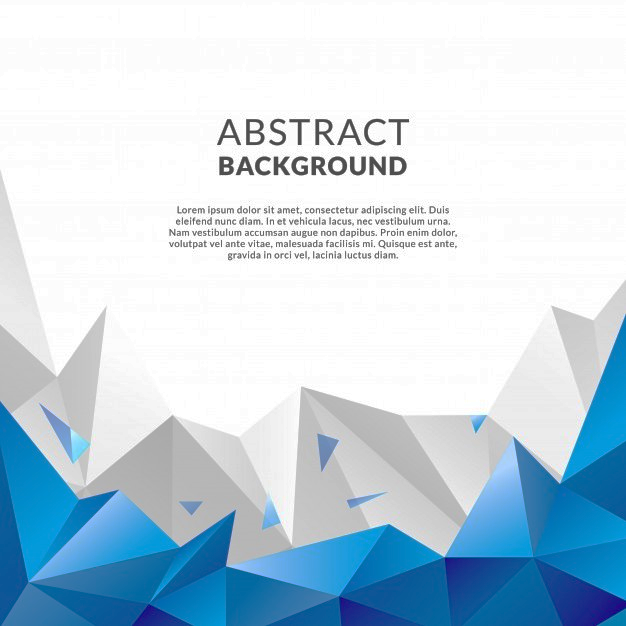 ABSTRACT
BACKGROUND
Lorem ipsum dolor sit amet, consectetur adipiscing elit. Duis
eleifend nunc diam. In et vehicula lacus, nec vestibulum urna.
Nam vestibulum accumsan augue non dapibus. Proin enim dolor,
volutpat vel ante vitae, malesuada facilisis mi. Quisque est ante,
gravida in orci vel, lacinia luctus diam.